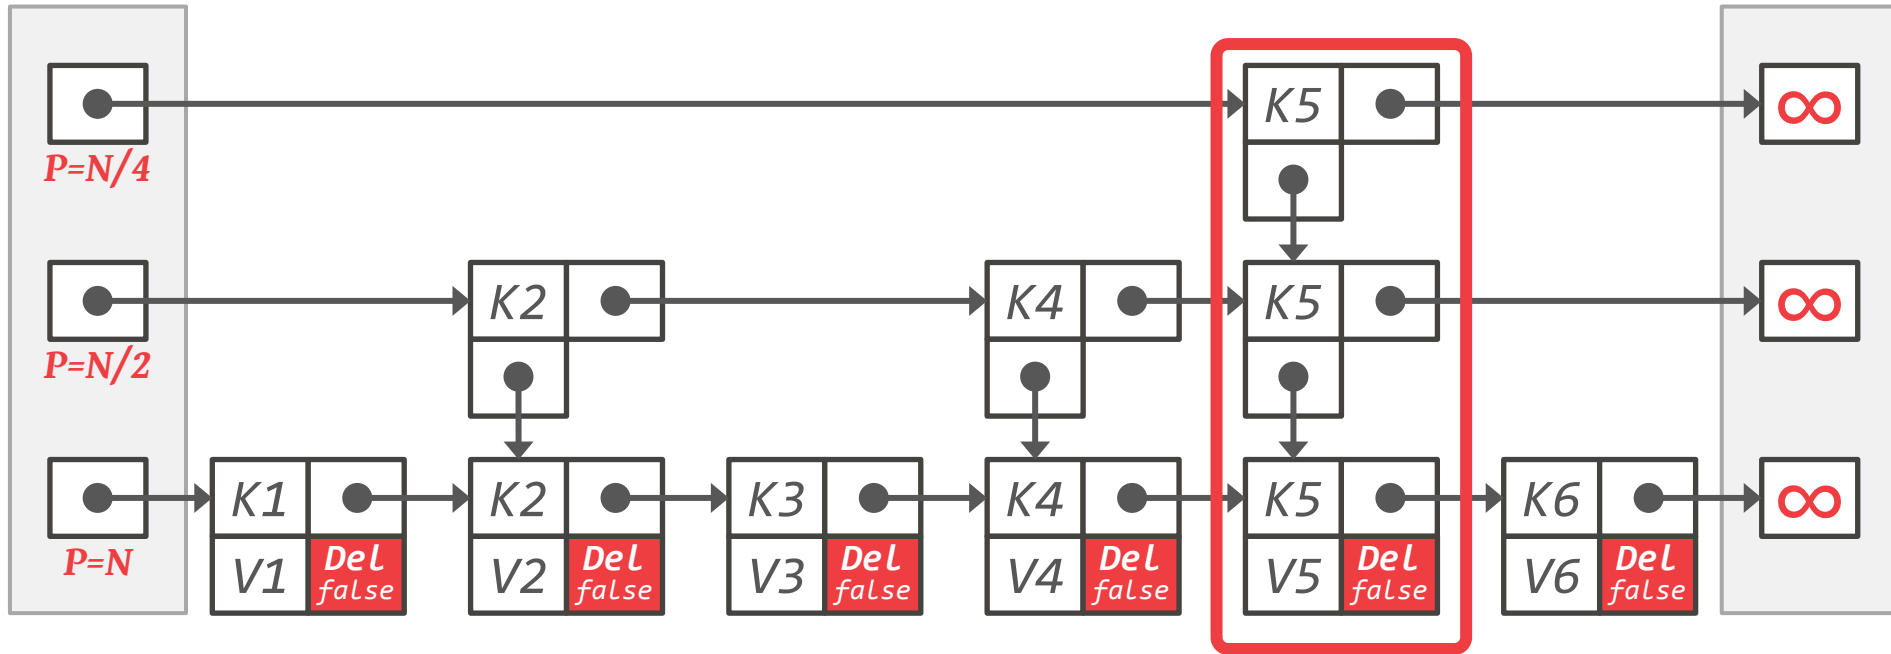 K5 ∞
P=N/4
K2 K4 K5 ∞
P=N/2
K1 K2 K3 K4 K5 K6 ∞
P=N
V1 Del false V2 Del false V3 Del false V4 Del false V5 Del false V6 Del false